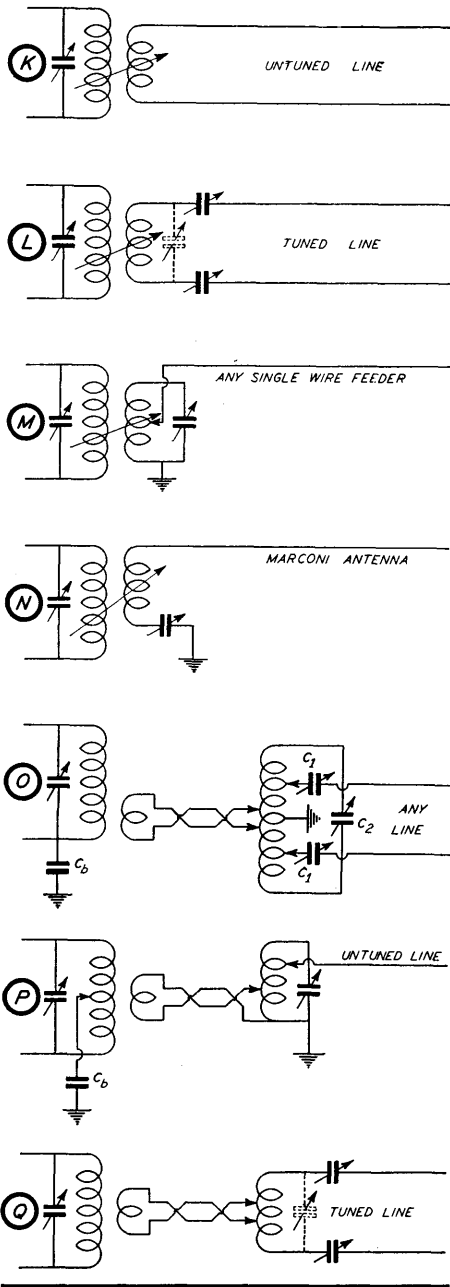 K
UNTUNED LINE
L
TUNED LINE
M
ANY SINGLE WIRE FEEDER
N
MARCONI ANTENNA
O
C1
ANY
LINE
C2
C1
Cb
P
UNTUNED LINE
Cb
Q
TUNED LINE